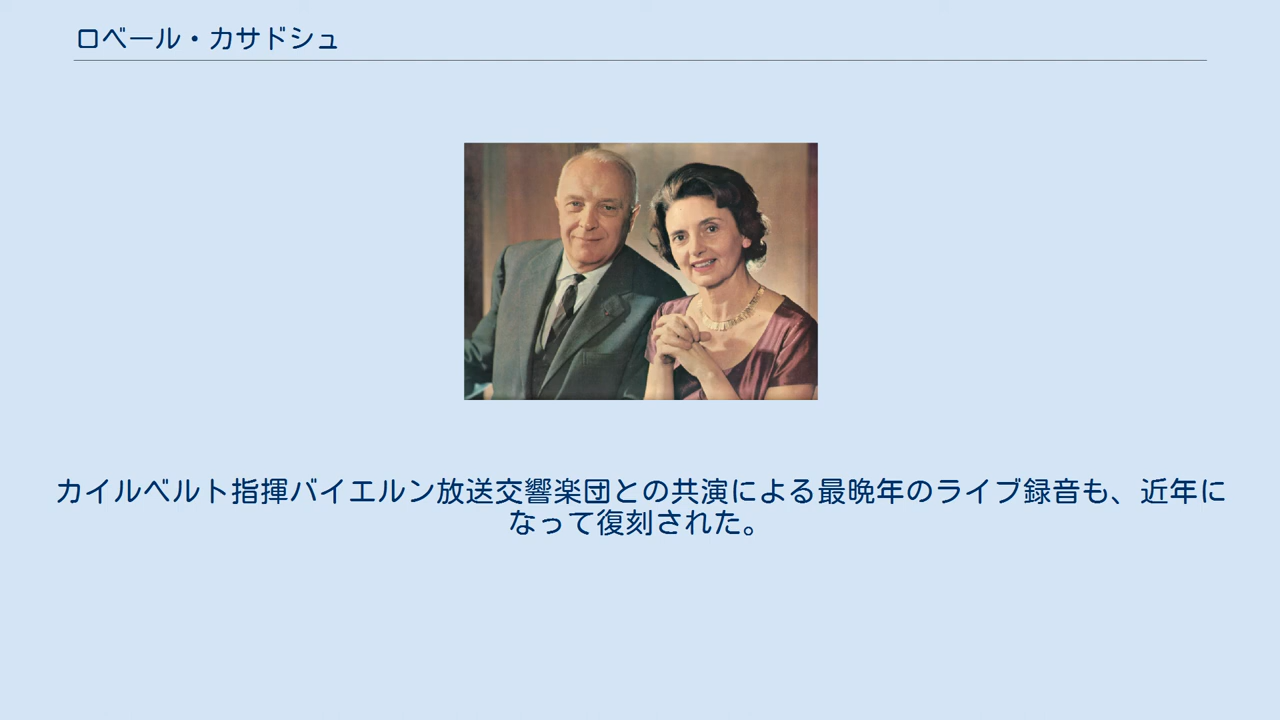 ロベール・カサドシュ
カイルベルト指揮バイエルン放送交響楽団との共演による最晩年のライブ録音も、近年に
なって復刻された。